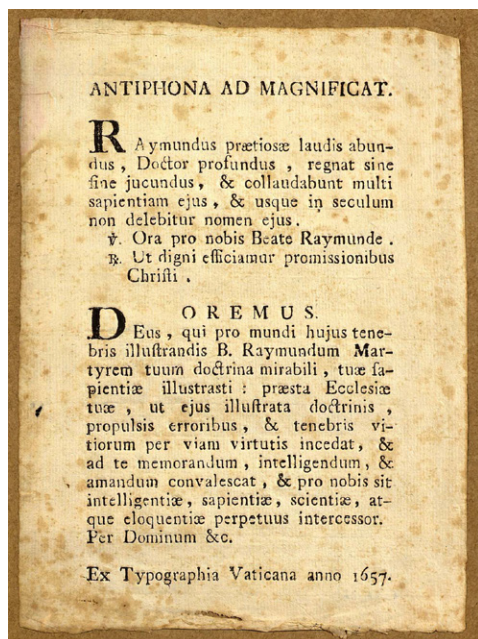 ANTIPHONA AD MAGNIFICAT.
RAymundus prætiosæ laudis abun-
dus , Doctor profundus , regnat sine
fine jucundus, & collaudabunt multi
sapientiam ejus , & usque in seculum
non delebitur nomen ejus .
℣. Ora pro nobis Beate Raymunde .
℟. Ut digni efficiamur promissionibus
Chriſti .
OREMUS.
DEus , qui pro mundi hujus tene-
bris illuſtrandis B. Raymundum Mar-
tyrem tuum doctrina mirabili , tuæ ſa-
pientiæ illustrasti : præsta Ecclesiæ
tuæ , ut ejus illuſtrata doctrinis ,
propulsis erroribus , & tenebris vi-
tiorum per viam virtutis incedat, &
ad te memorandum , intelligendum , &
amandum convalescat , & pro nobis sit
intelligentiæ, sapientiæ, scientiæ, at-
que eloquentiæ perpetuus intercessor.
Per Dominum &c.
Ex Typographia Vaticana anno 1657.